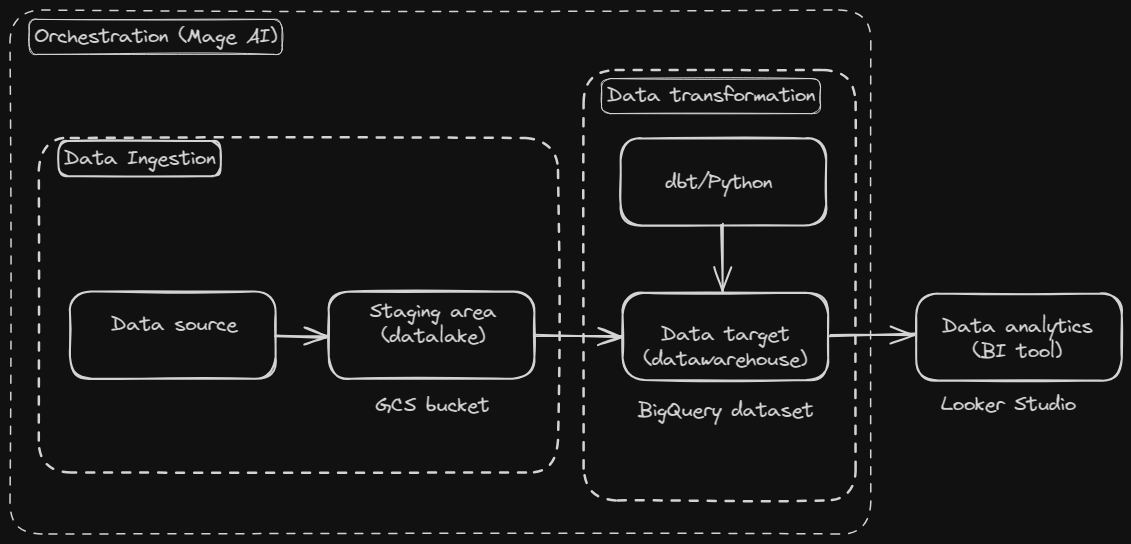 Orchestration (Mage AI)
Data transformation
dbt/Python
Data Ingestion
Data source
Staging area
(datalake)
GCS bucket
Data target
(datawarehouse)
BigQuery dataset
Data analytics
(BI tool)
Looker Studio